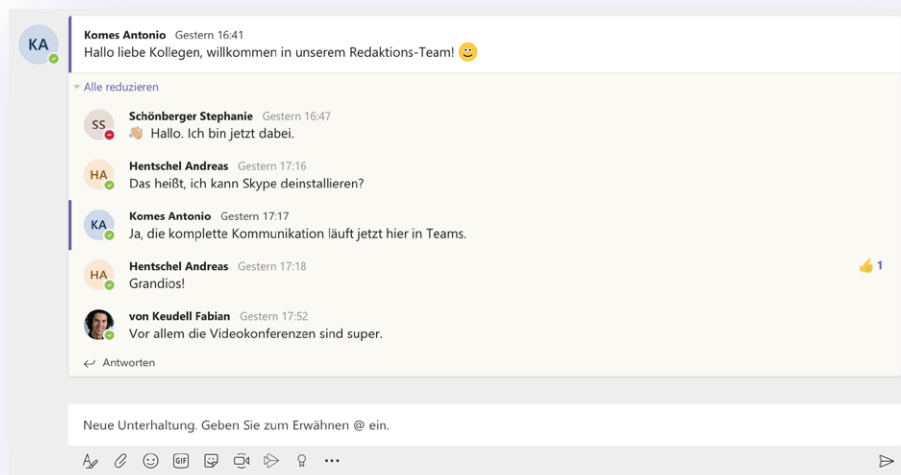 KA
Komes Antonio Gestern 16:41
Hallo liebe Kollegen, willkommen in unserem Redaktions-Team! 😀
Alle reduzieren
SS
Schönberger Stephanie Gestern 16:47
👋 Hallo. Ich bin jetzt dabei.
HA
Hentschel Andreas Gestern 17:16
Das heißt, ich kann Skype deinstallieren?
KA
Komes Antonio Gestern 17:17
Ja, die komplette Kommunikation läuft jetzt hier in Teams.
HA
Hentschel Andreas Gestern 17:18
👍 1
Grandios!
von Keudell Fabian Gestern 17:52
Vor allem die Videokonferenzen sind super.
Antworten
Neue Unterhaltung. Geben Sie zum Erwähnen @ ein.
GIF